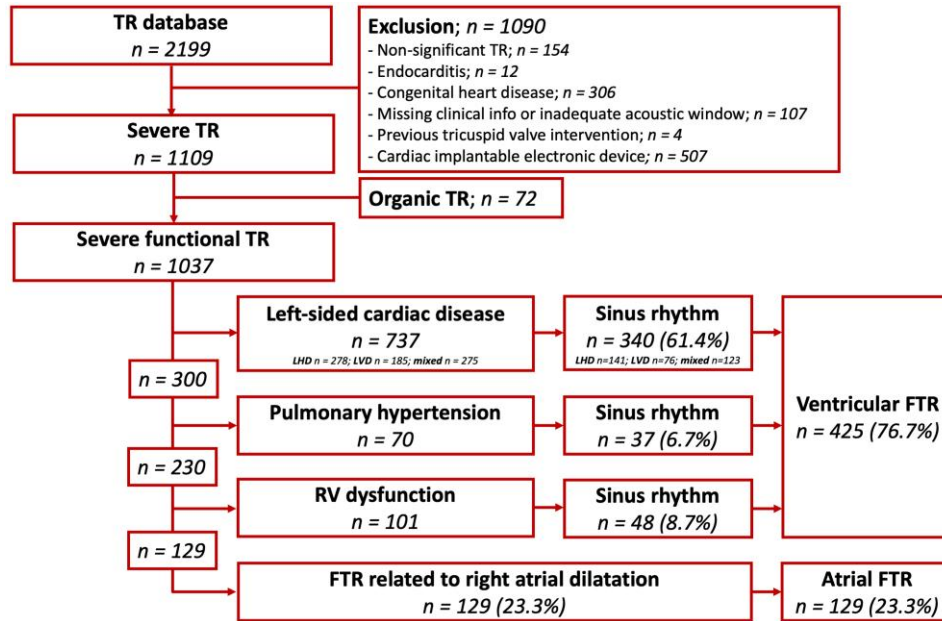 TR database
n = 2199
Exclusion; n = 1090
- Non-significant TR; n = 154
- Endocarditis; n = 12
- Congenital heart disease; n = 306
- Missing clinical info or inadequate acoustic window; n = 107
- Previous tricuspid valve intervention; n = 4
- Cardiac implantable electronic device; n = 507
Severe TR
n = 1109
Organic TR; n = 72
Severe functional TR
n = 1037
Left-sided cardiac disease
n = 737
LHD n = 278; LVD n = 185; mixed n = 275
Sinus rhythm
n = 340 (61.4%)
LHD n=141; LVD n=76; mixed n=123
n = 300
Pulmonary hypertension
n = 70
Sinus rhythm
n = 37 (6.7%)
Ventricular FTR
n = 425 (76.7%)
n = 230
RV dysfunction
n = 101
Sinus rhythm
n = 48 (8.7%)
n = 129
FTR related to right atrial dilatation
n = 129 (23.3%)
Atrial FTR
n = 129 (23.3%)